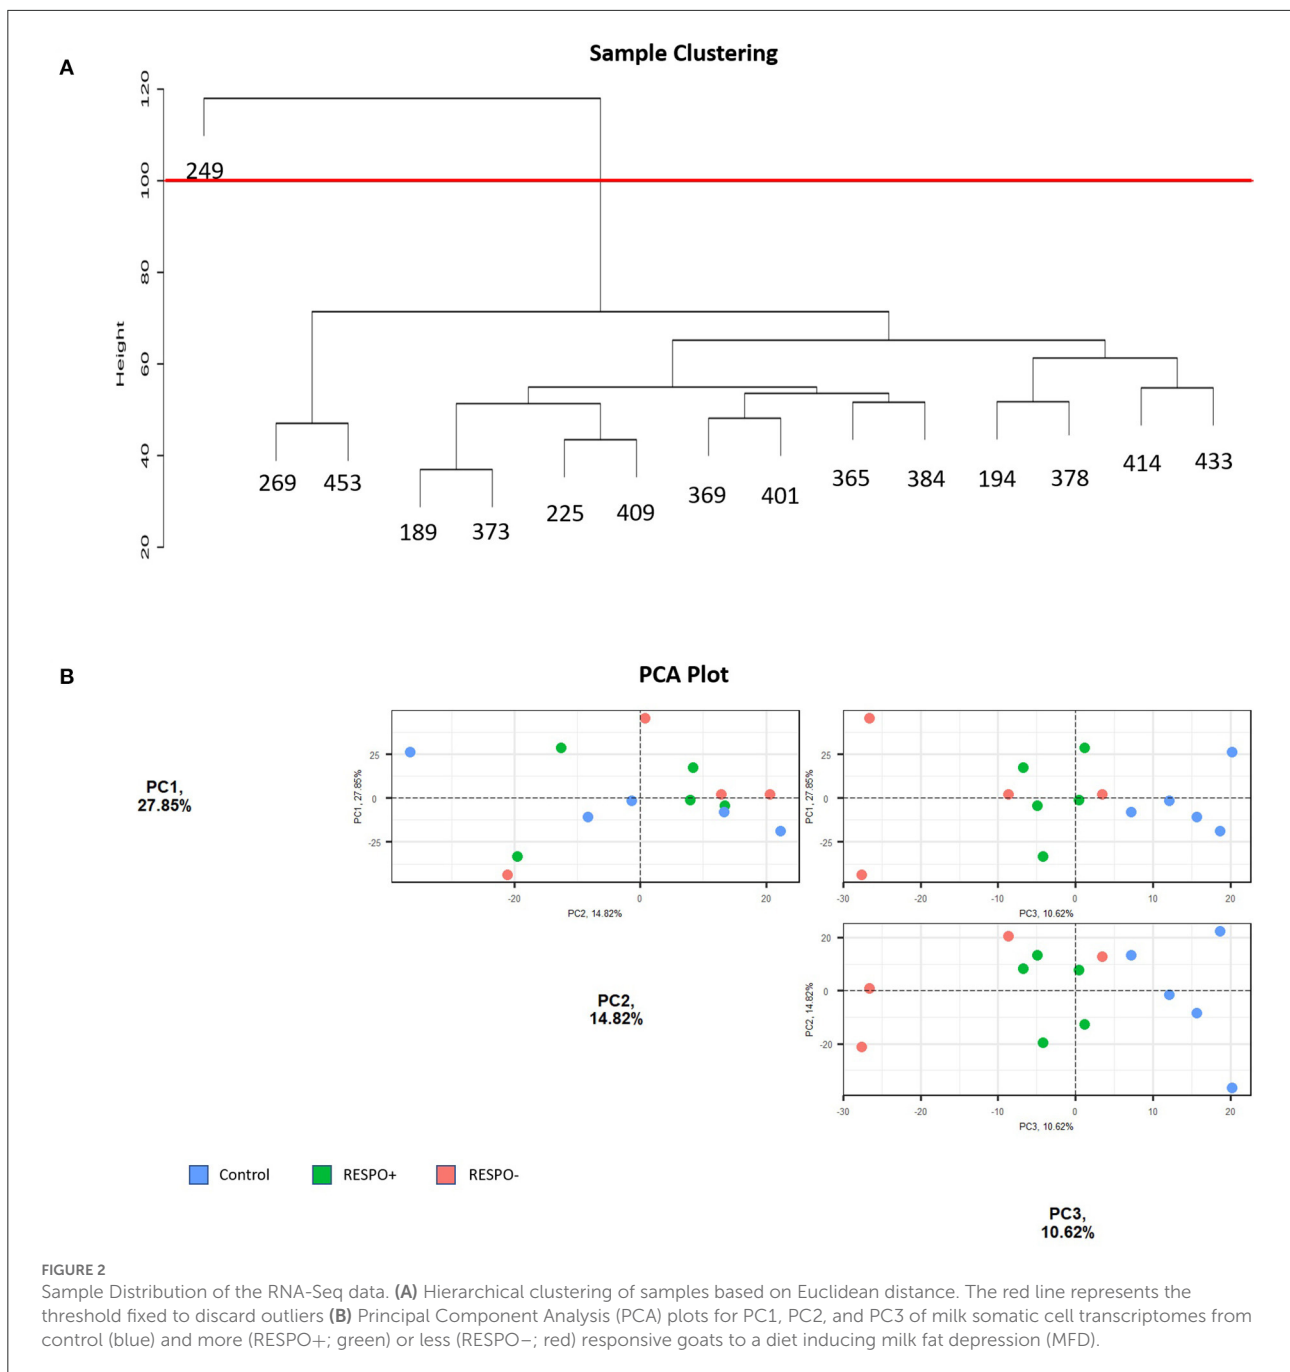 Sample Clustering
A
120
100
80
60
40
20
Height
249
269 453
189 373
225 409
369 401
365 384
194 378
414 433
B
PCA Plot
PC1,
27.85%
PC1, 27.85%
25
0
-25
-20 0 20
PC2, 14.82%
PC1, 27.85%
25
0
-25
-30 -20 -10 0 10 20
PC3, 10.62%
PC2,
14.82%
PC2, 14.82%
20
0
-20
-30 -20 -10 0 10 20
PC3, 10.62%
Control RESPO+ RESPO-
PC3,
10.62%
FIGURE 2
Sample Distribution of the RNA-Seq data. (A) Hierarchical clustering of samples based on Euclidean distance. The red line represents the
threshold fixed to discard outliers (B) Principal Component Analysis (PCA) plots for PC1, PC2, and PC3 of milk somatic cell transcriptomes from
control (blue) and more (RESPO+; green) or less (RESPO−; red) responsive goats to a diet inducing milk fat depression (MFD).